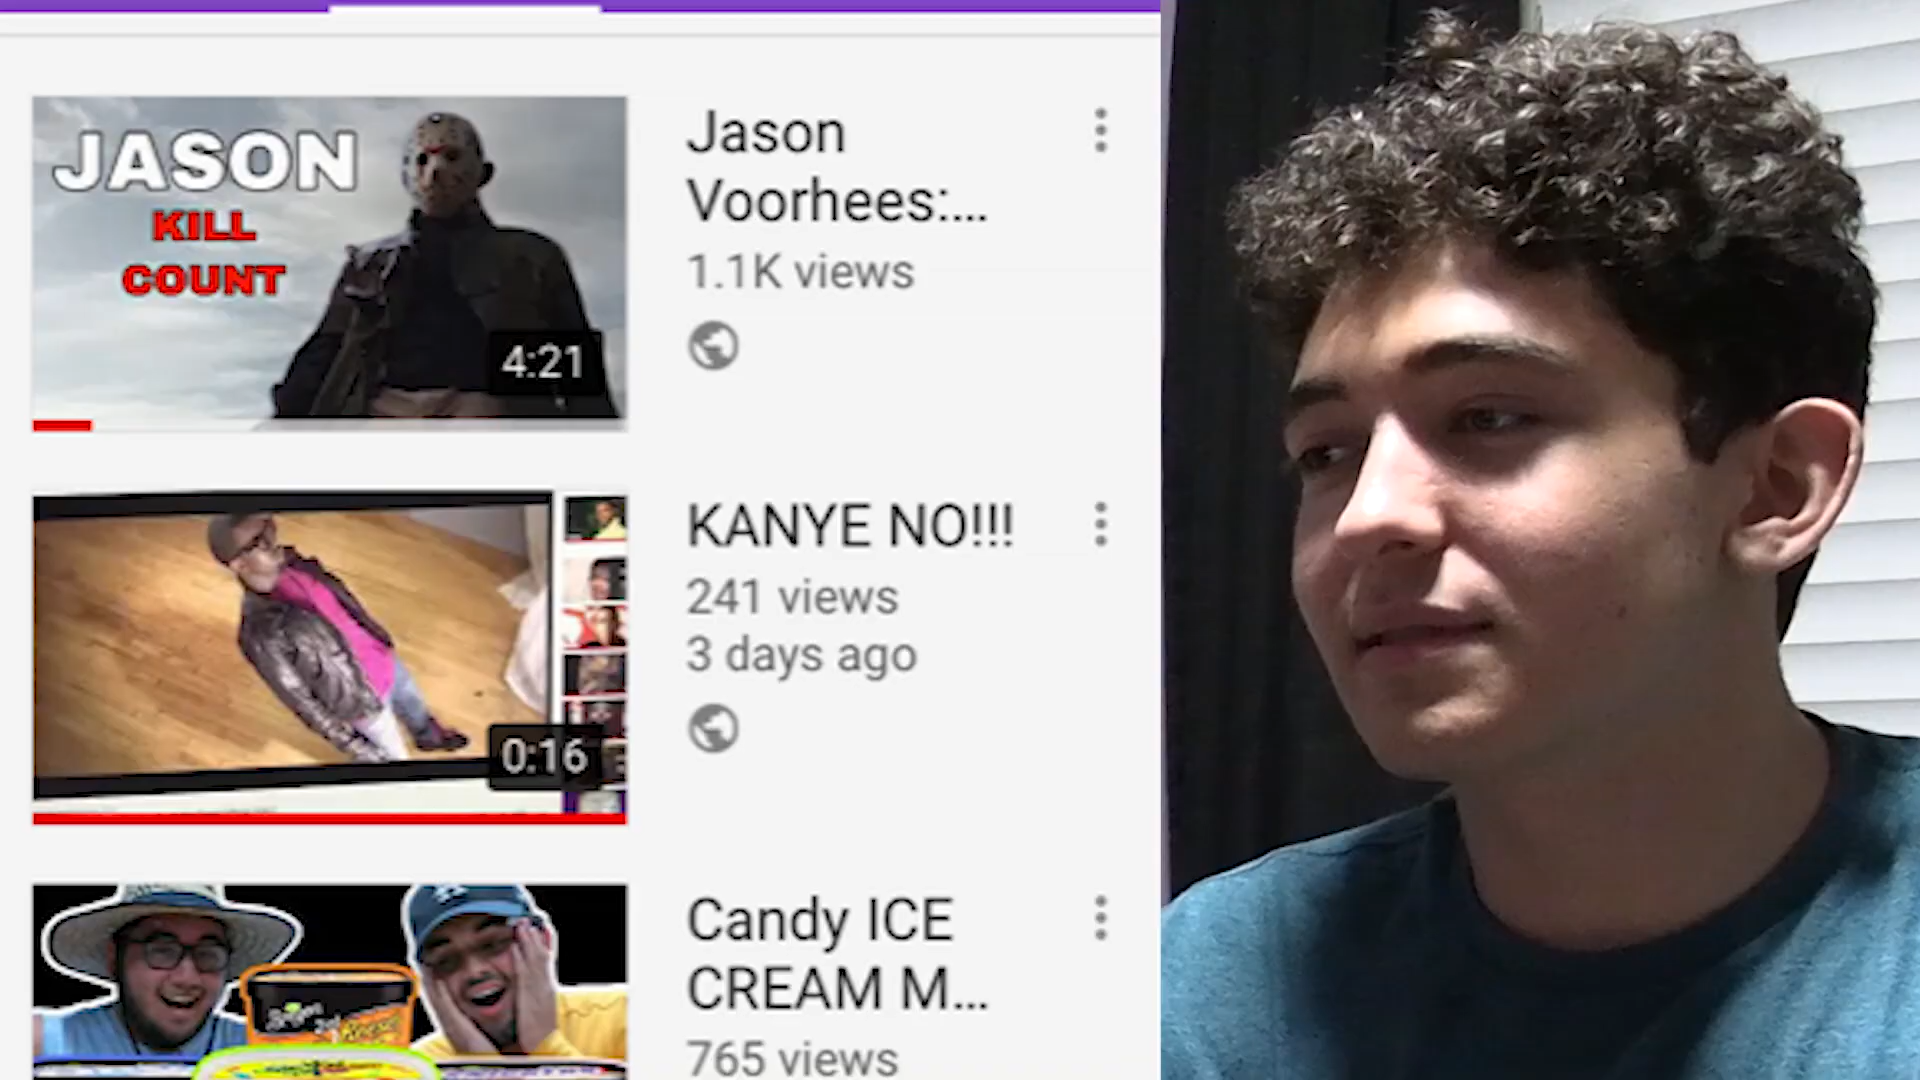 JASON
KILL
COUNT
4:21
Jason
Voorhees:...
1.1K views
0:16
KANYE NO!!!
241 views
3 days ago
Candy ICE
CREAM M...
765 views